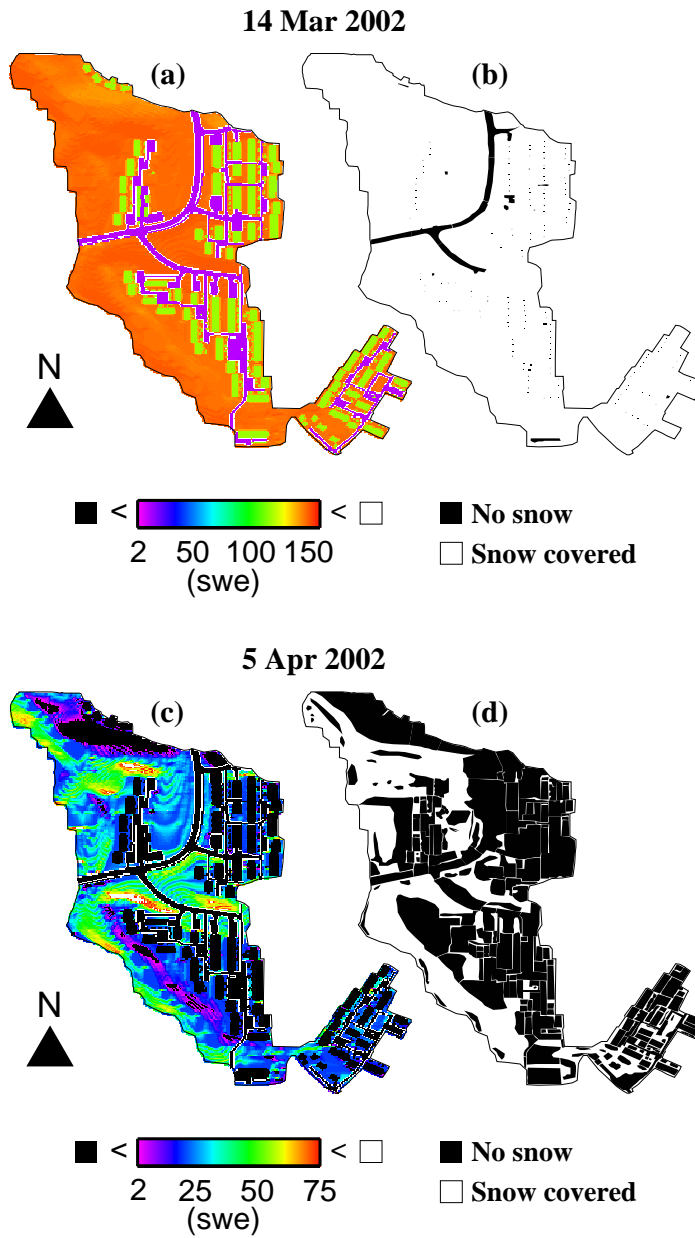 14 Mar 2002
(a) (b)
N
< < No snow
2 50 100 150
(swe) Snow covered
5 Apr 2002
(c) (d)
N
< < No snow
2 25 50 75
(swe) Snow covered